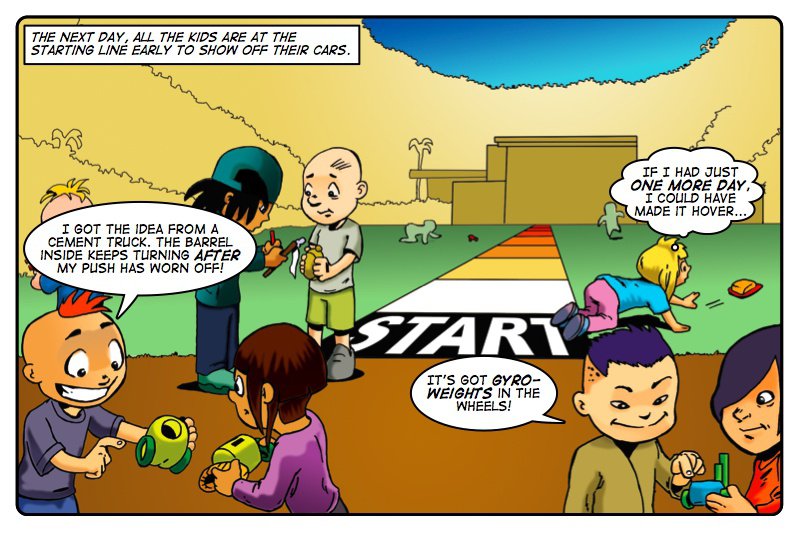 THE NEXT DAY, ALL THE KIDS ARE AT THE
STARTING LINE EARLY TO SHOW OFF THEIR CARS.
I GOT THE IDEA FROM A
CEMENT TRUCK. THE BARREL
INSIDE KEEPS TURNING AFTER
MY PUSH HAS WORN OFF!
IF I HAD JUST
ONE MORE DAY,
I COULD HAVE
MADE IT HOVER...
START
IT'S GOT GYRO-
WEIGHTS IN THE
WHEELS!